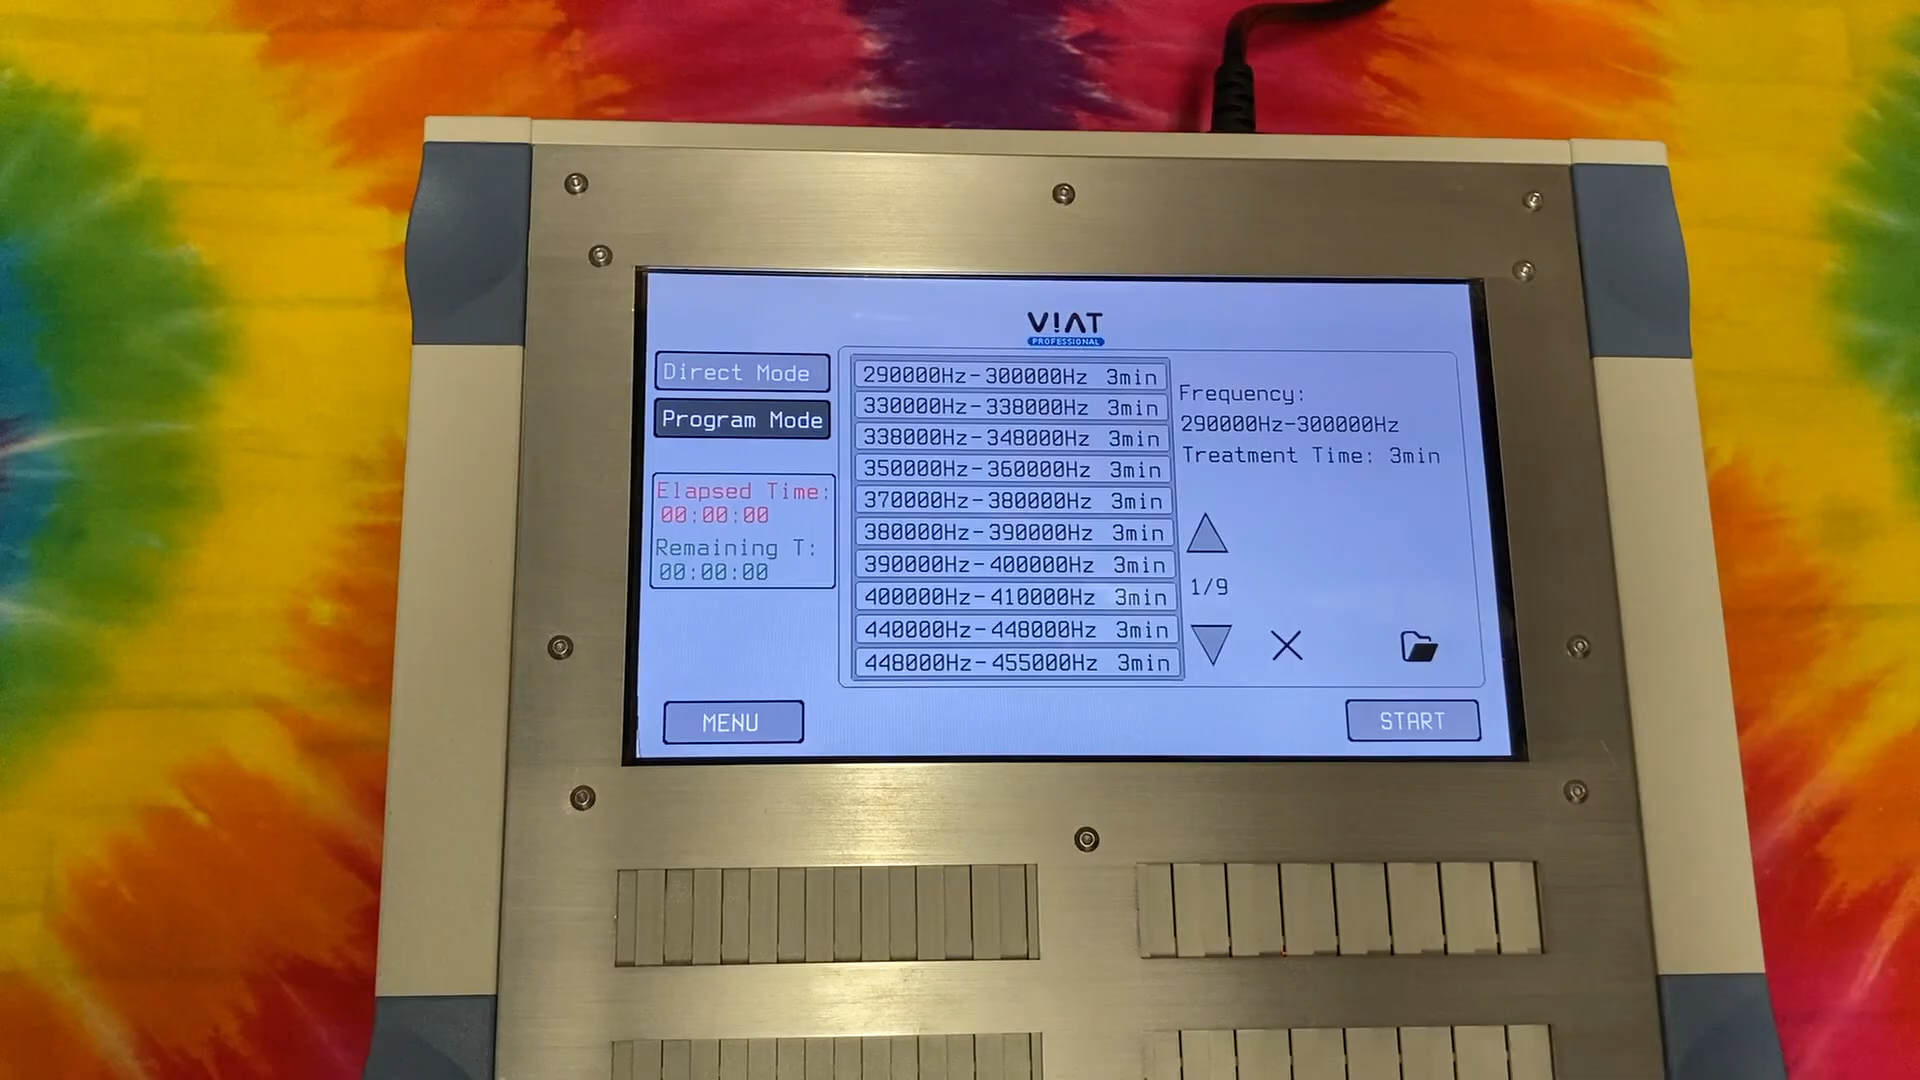 V!AT
PROFESSIONAL
Direct Mode
Program Mode
Elapsed Time:
00:00:00
Remaining T:
00:00:00
290000Hz-300000Hz 3min
330000Hz-338000Hz 3min
338000Hz-348000Hz 3min
350000Hz-360000Hz 3min
370000Hz-380000Hz 3min
380000Hz-390000Hz 3min
390000Hz-400000Hz 3min
400000Hz-410000Hz 3min
440000Hz-448000Hz 3min
448000Hz-455000Hz 3min
Frequency:
290000Hz-300000Hz
Treatment Time: 3min
1/9
MENU
START